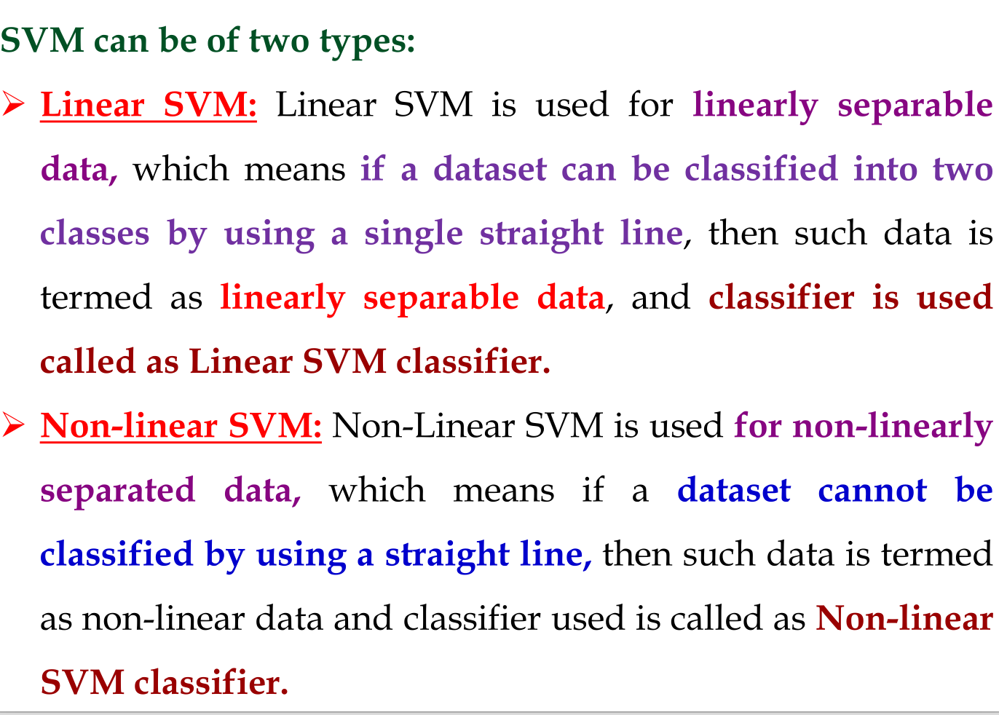 SVM can be of two types:
➢ Linear SVM: Linear SVM is used for linearly separable
data, which means if a dataset can be classified into two
classes by using a single straight line, then such data is
termed as linearly separable data, and classifier is used
called as Linear SVM classifier.
➢ Non-linear SVM: Non-Linear SVM is used for non-linearly
separated data, which means if a dataset cannot be
classified by using a straight line, then such data is termed
as non-linear data and classifier used is called as Non-linear
SVM classifier.